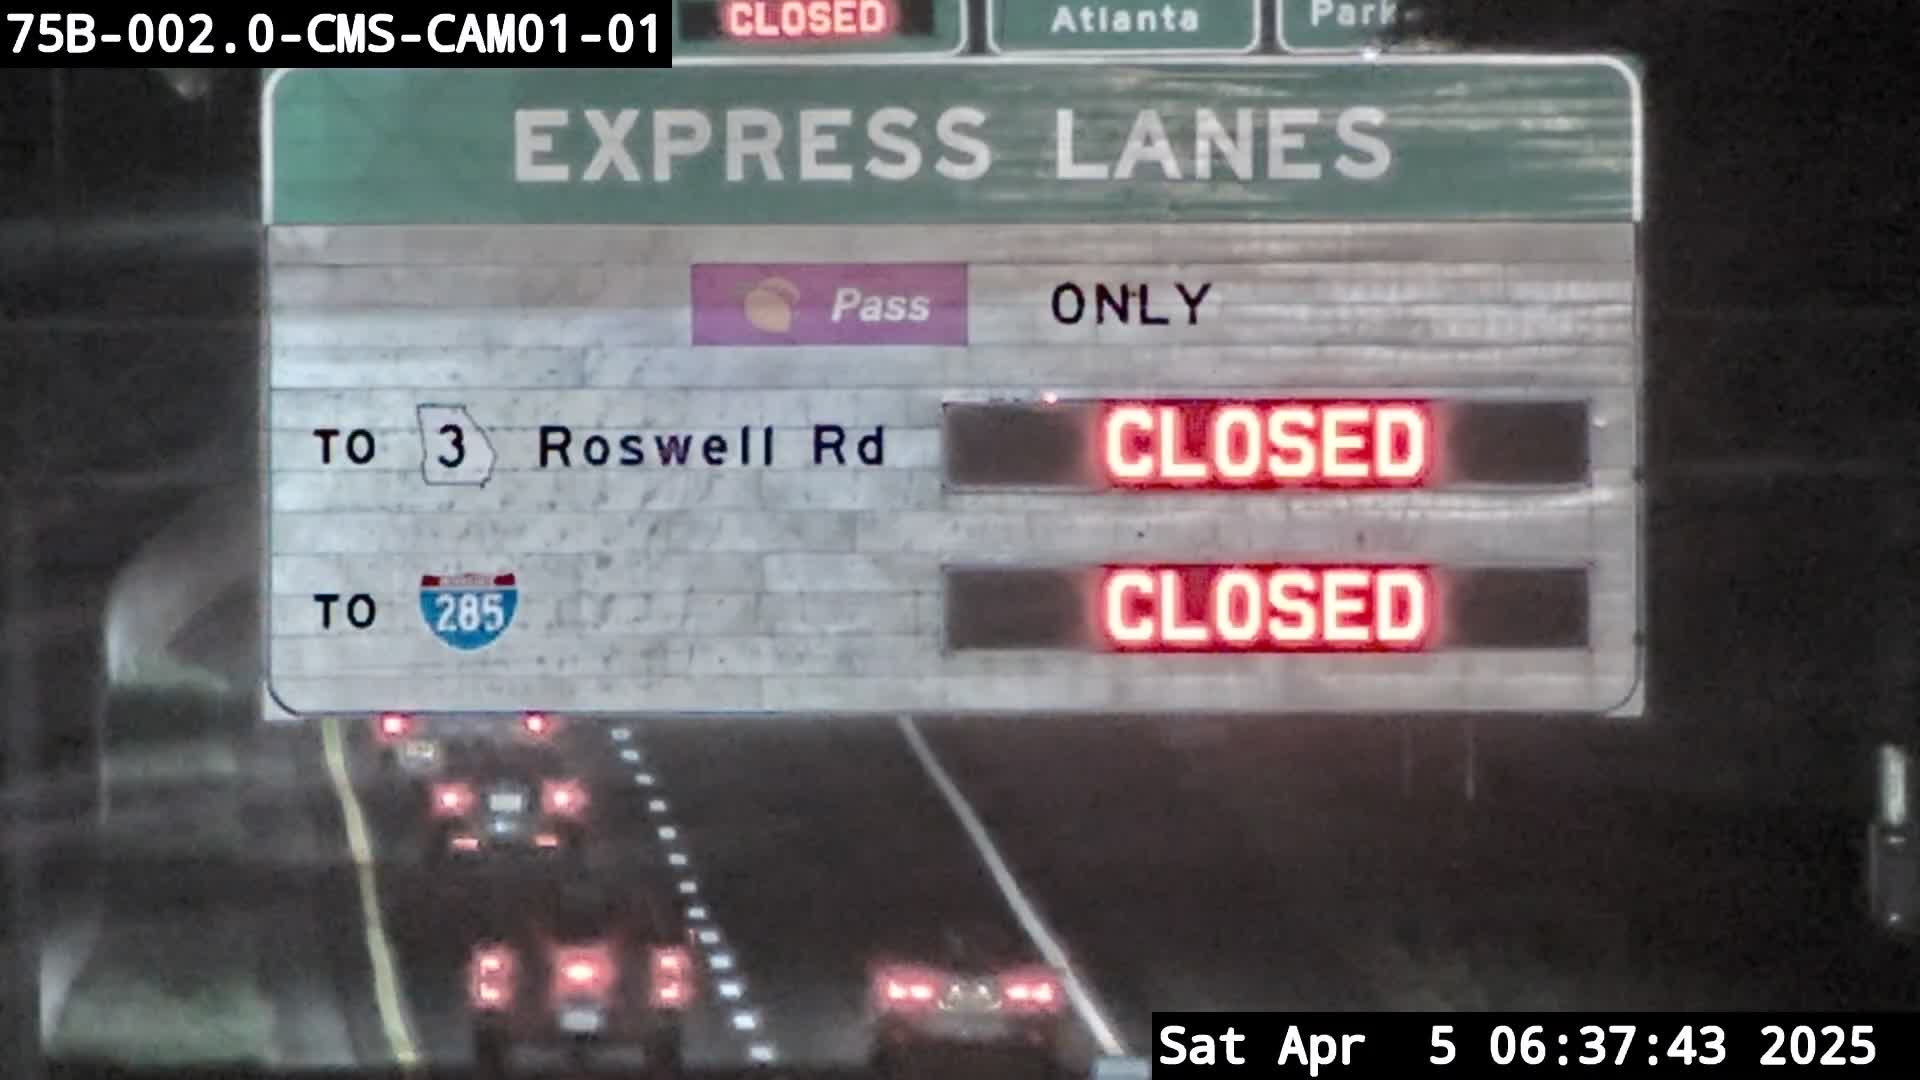 75B-002.0-CMS-CAM01-01
CLOSED
Atlanta
Park
EXPRESS LANES
Pass ONLY
TO 3 Roswell Rd CLOSED
TO 285 CLOSED
Sat Apr 5 06:37:43 2025